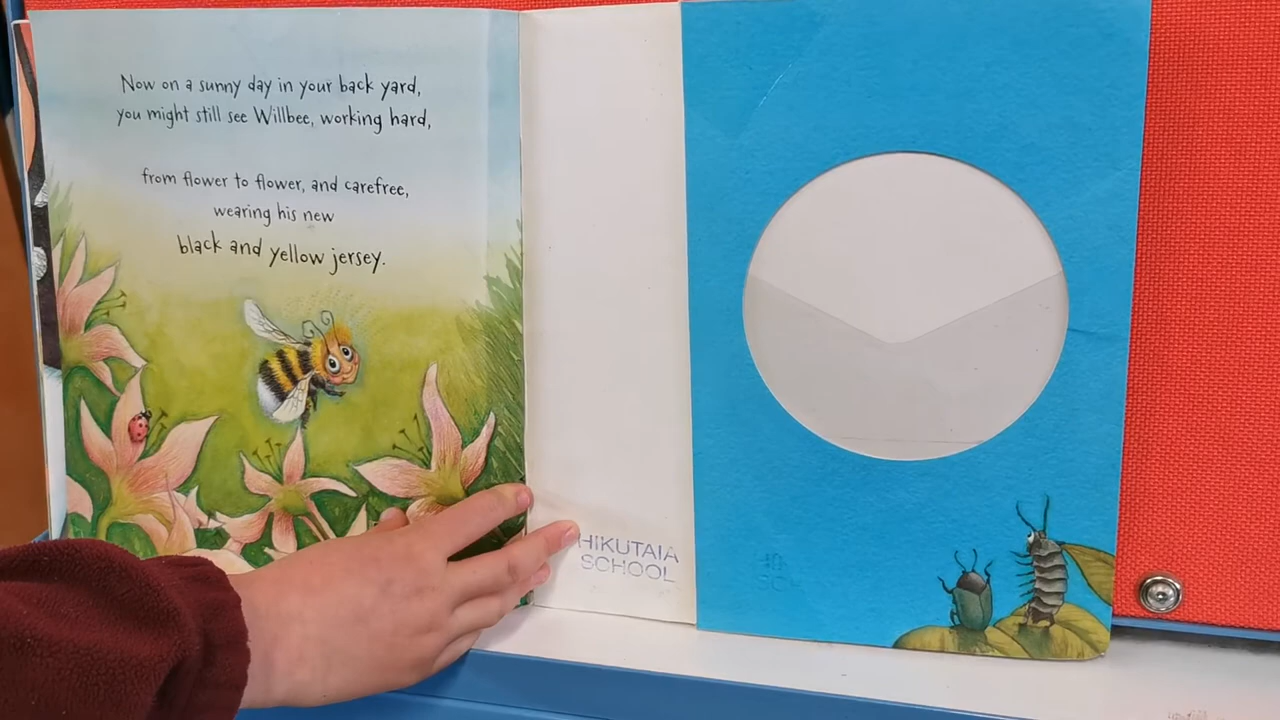 Now on a sunny day in your back yard,
you might still see Willbee, working hard,
from flower to flower, and carefree,
wearing his new
black and yellow jersey.
HIKUTAIA
SCHOOL